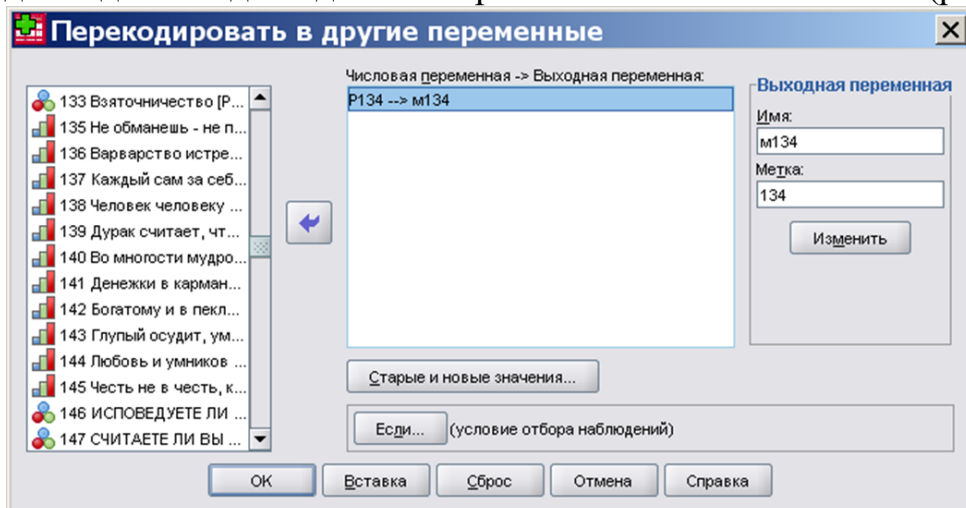 Перекодировать в другие переменные
Числовая переменная -> Выходная переменная:
133 Взяточничество [P...
135 Не обманешь - не п...
136 Варварство истре...
137 Каждый сам за себ...
138 Человек человеку ...
139 Дурак считает, чт...
140 Во многости мудро...
141 Денежки в карман...
142 Богатому и в пекл...
143 Глупый осудит, ум...
144 Любовь и умников ...
145 Честь не в честь, к...
146 ИСПОВЕДУЕТЕ ЛИ ...
147 СЧИТАЕТЕ ЛИ ВЫ ...
P134 --> м134
Выходная переменная
Имя:
м134
Метка:
134
Изменить
Старые и новые значения...
Если... (условие отбора наблюдений)
OK Вставка Сброс Отмена Справка